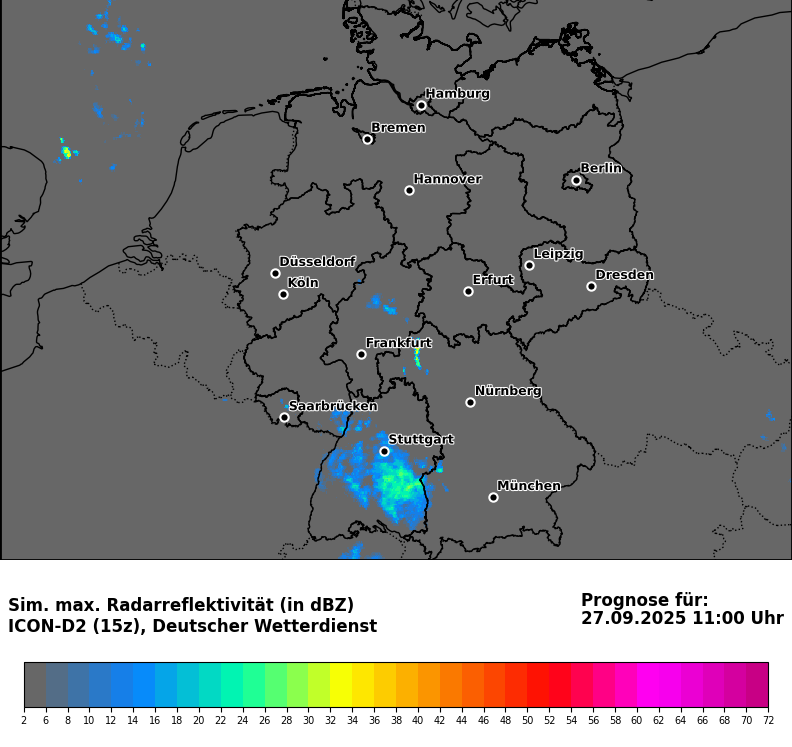 Hamburg
Bremen
Berlin
Hannover
Leipzig
Düsseldorf
Dresden
Köln
Erfurt
Frankfurt
Nürnberg
Saarbrücken
Stuttgart
München
Sim. max. Radarreflektivität (in dBZ)
ICON-D2 (15z), Deutscher Wetterdienst
Prognose für:
27.09.2025 11:00 Uhr
2 6 8 10 12 14 16 18 20 22 24 26 28 30 32 34 36 38 40 42 44 46 48 50 52 54 56 58 60 62 64 66 68 70 72